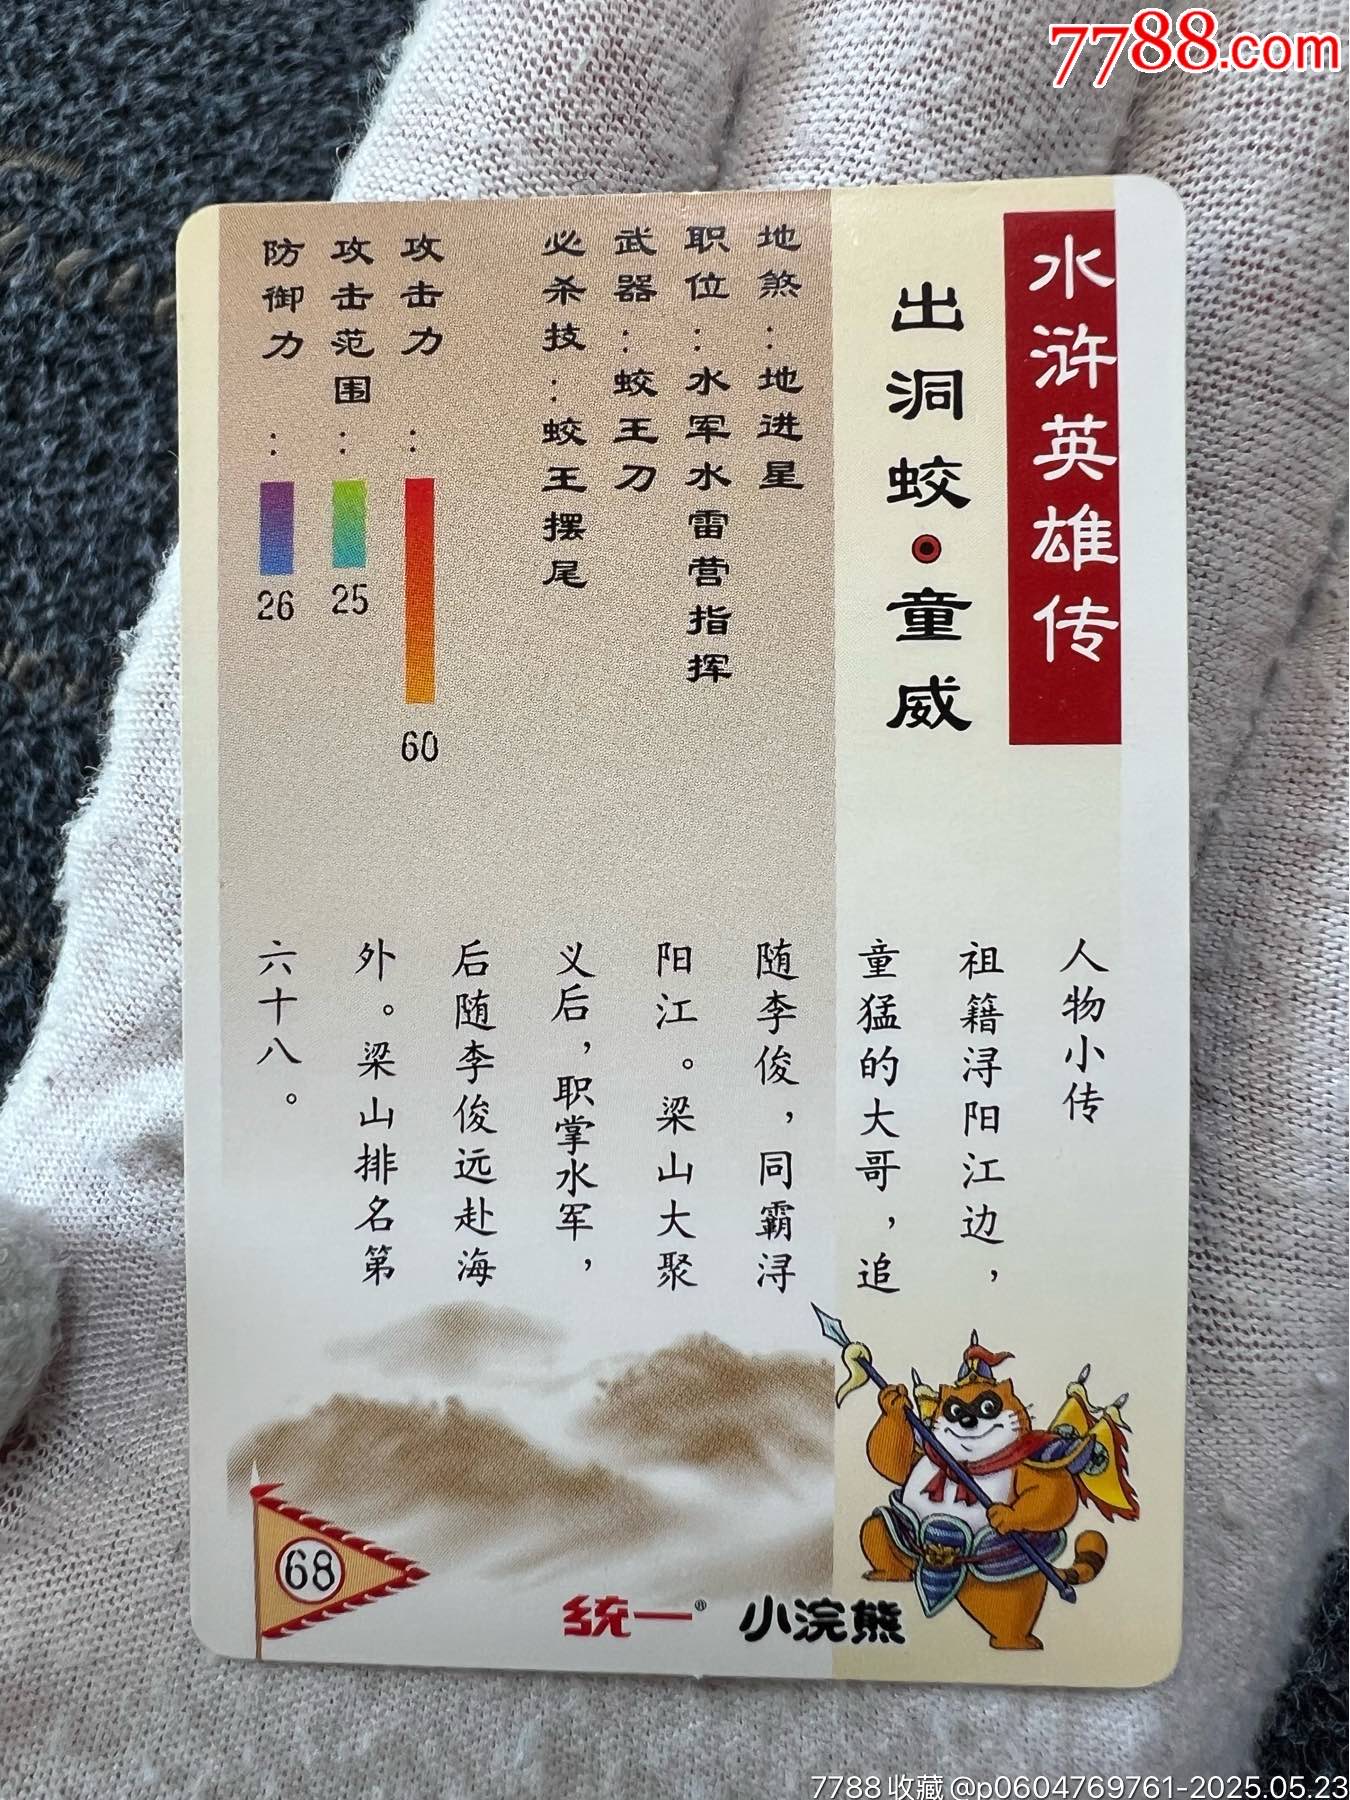 7788.com
水浒英雄传
出洞蛟·童威
地煞：地进星
职位：水军水雷营指挥
武器：蛟王刀
必杀技：蛟王摆尾
攻击力：60
攻击范围：25
防御力：26
人物小传
祖籍浔阳江边，
童猛的大哥，追
随李俊，同霸浔
阳江。梁山大聚
义后，职掌水军，
后随李俊远赴海
外。梁山排名第
六十八。
68
统一® 小浣熊
7788收藏@p0604769761-2025.05.23